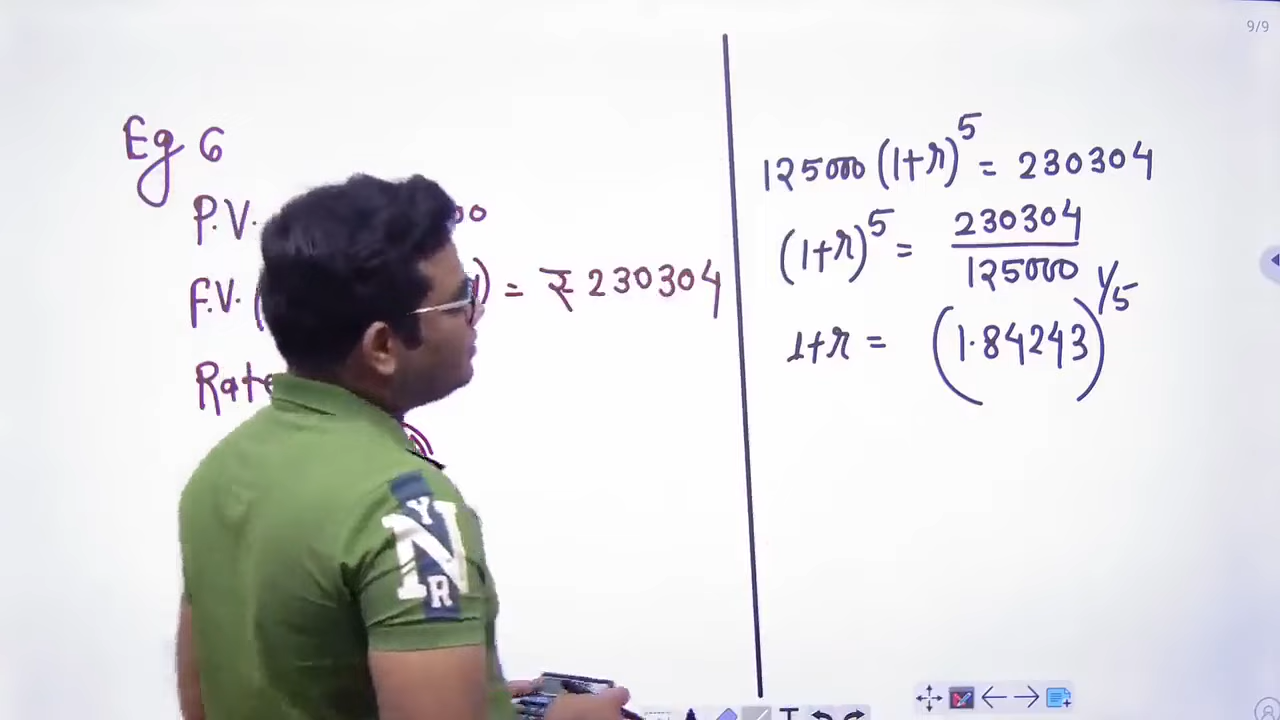 9/9
Eg 6
P.V.
F.V. ( ) = ₹ 230304
Rate
125000 (1+r)^5 = 230304
(1+r)^5 = 230304
125000
1+r = (1.84243)^1/5
Y
N
R
T